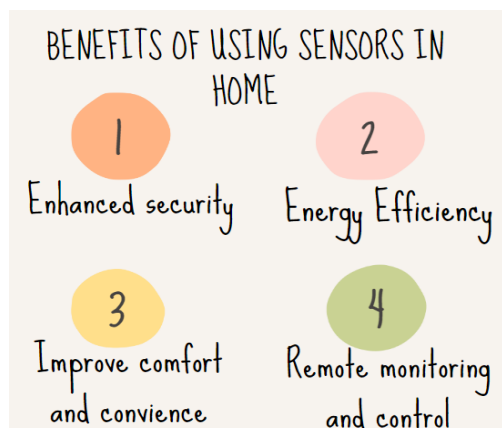 BENEFITS OF USING SENSORS IN
HOME
1
Enhanced security
2
Energy Efficiency
3
Improve comfort
and convience
4
Remote monitoring
and control